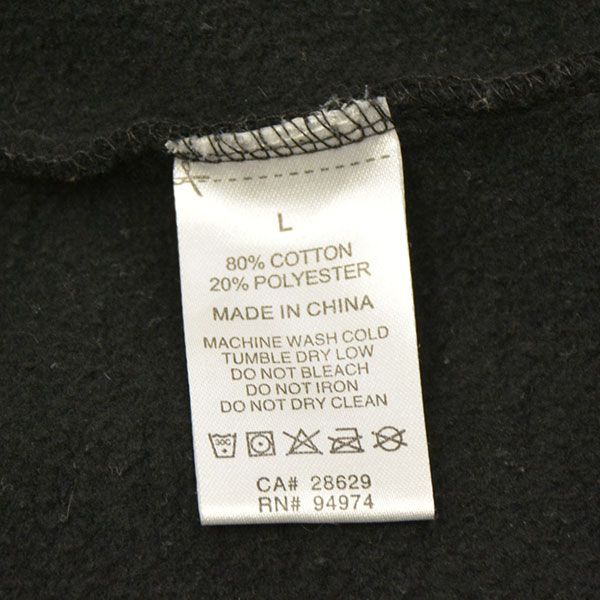 L
80% COTTON
20% POLYESTER
MADE IN CHINA
MACHINE WASH COLD
TUMBLE DRY LOW
DO NOT BLEACH
DO NOT IRON
DO NOT DRY CLEAN
30C
CA# 28629
RN# 94974